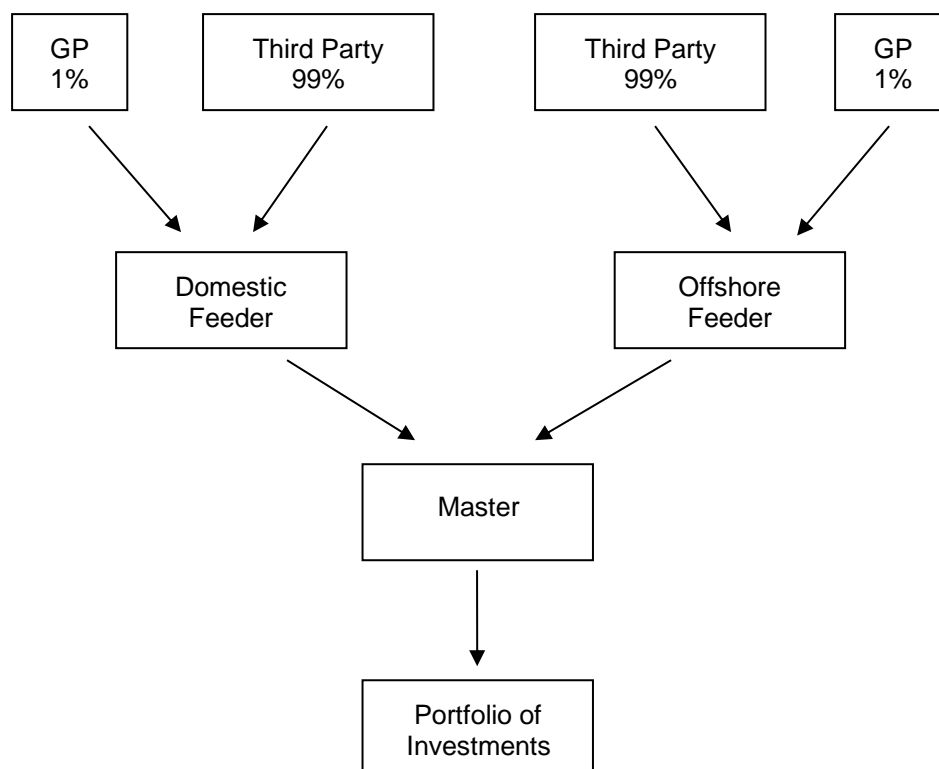 GP
1%
Third Party
99%
Third Party
99%
GP
1%
Domestic
Feeder
Offshore
Feeder
Master
Portfolio of
Investments